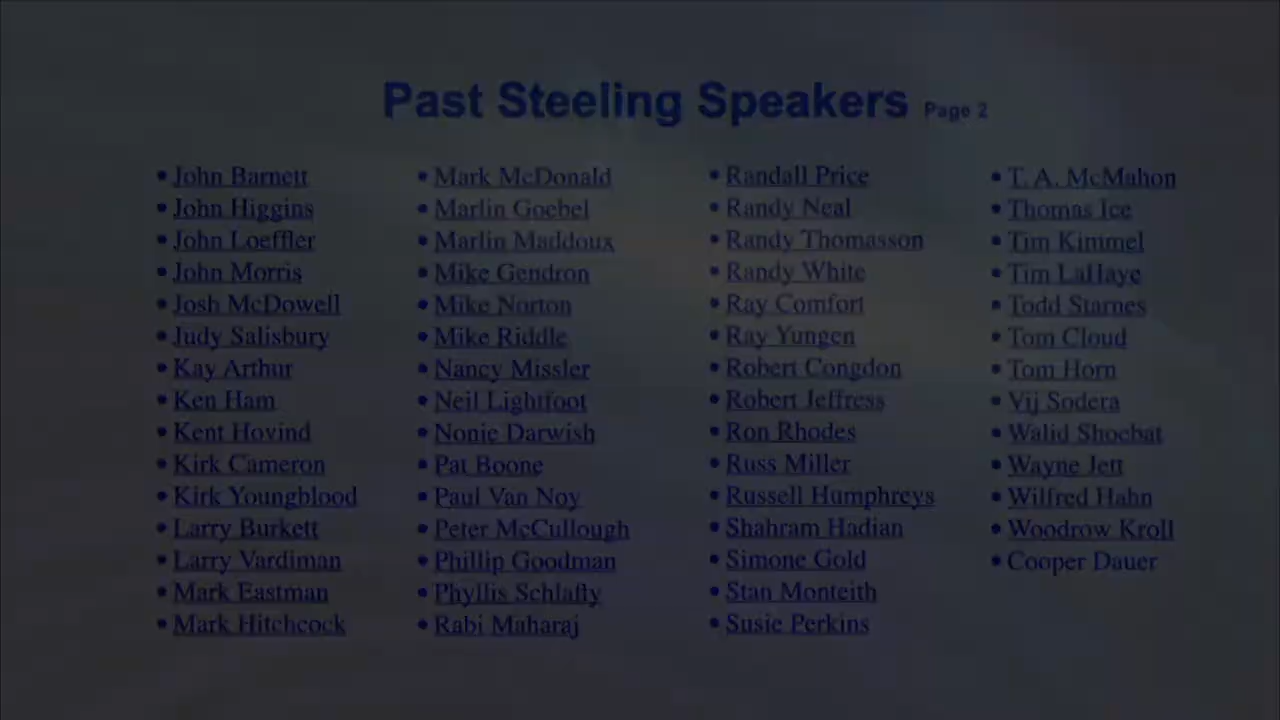 Past Steeling Speakers Page 2
• John Barnett
• John Higgins
• John Loeffler
• John Morris
• Josh McDowell
• Judy Salisbury
• Kay Arthur
• Ken Ham
• Kent Hovind
• Kirk Cameron
• Kirk Youngblood
• Larry Burkett
• Larry Vardiman
• Mark Eastman
• Mark Hitchcock
• Mark McDonald
• Marlin Goebel
• Marlin Maddoux
• Mike Gendron
• Mike Norton
• Mike Riddle
• Nancy Missler
• Neil Lightfoot
• Nonie Darwish
• Pat Boone
• Paul Van Noy
• Peter McCullough
• Phillip Goodman
• Phyllis Schlafly
• Rabi Maharaj
• Randall Price
• Randy Neal
• Randy Thomasson
• Randy White
• Ray Comfort
• Ray Yungen
• Robert Congdon
• Robert Jeffress
• Ron Rhodes
• Russ Miller
• Russell Humphreys
• Shahram Hadian
• Simone Gold
• Stan Monteith
• Susie Perkins
• T. A. McMahon
• Thomas Ice
• Tim Kimmel
• Tim LaHaye
• Todd Starnes
• Tom Cloud
• Tom Horn
• Vij Sodera
• Walid Shoebat
• Wayne Jett
• Wilfred Hahn
• Woodrow Kroll
• Cooper Dauer